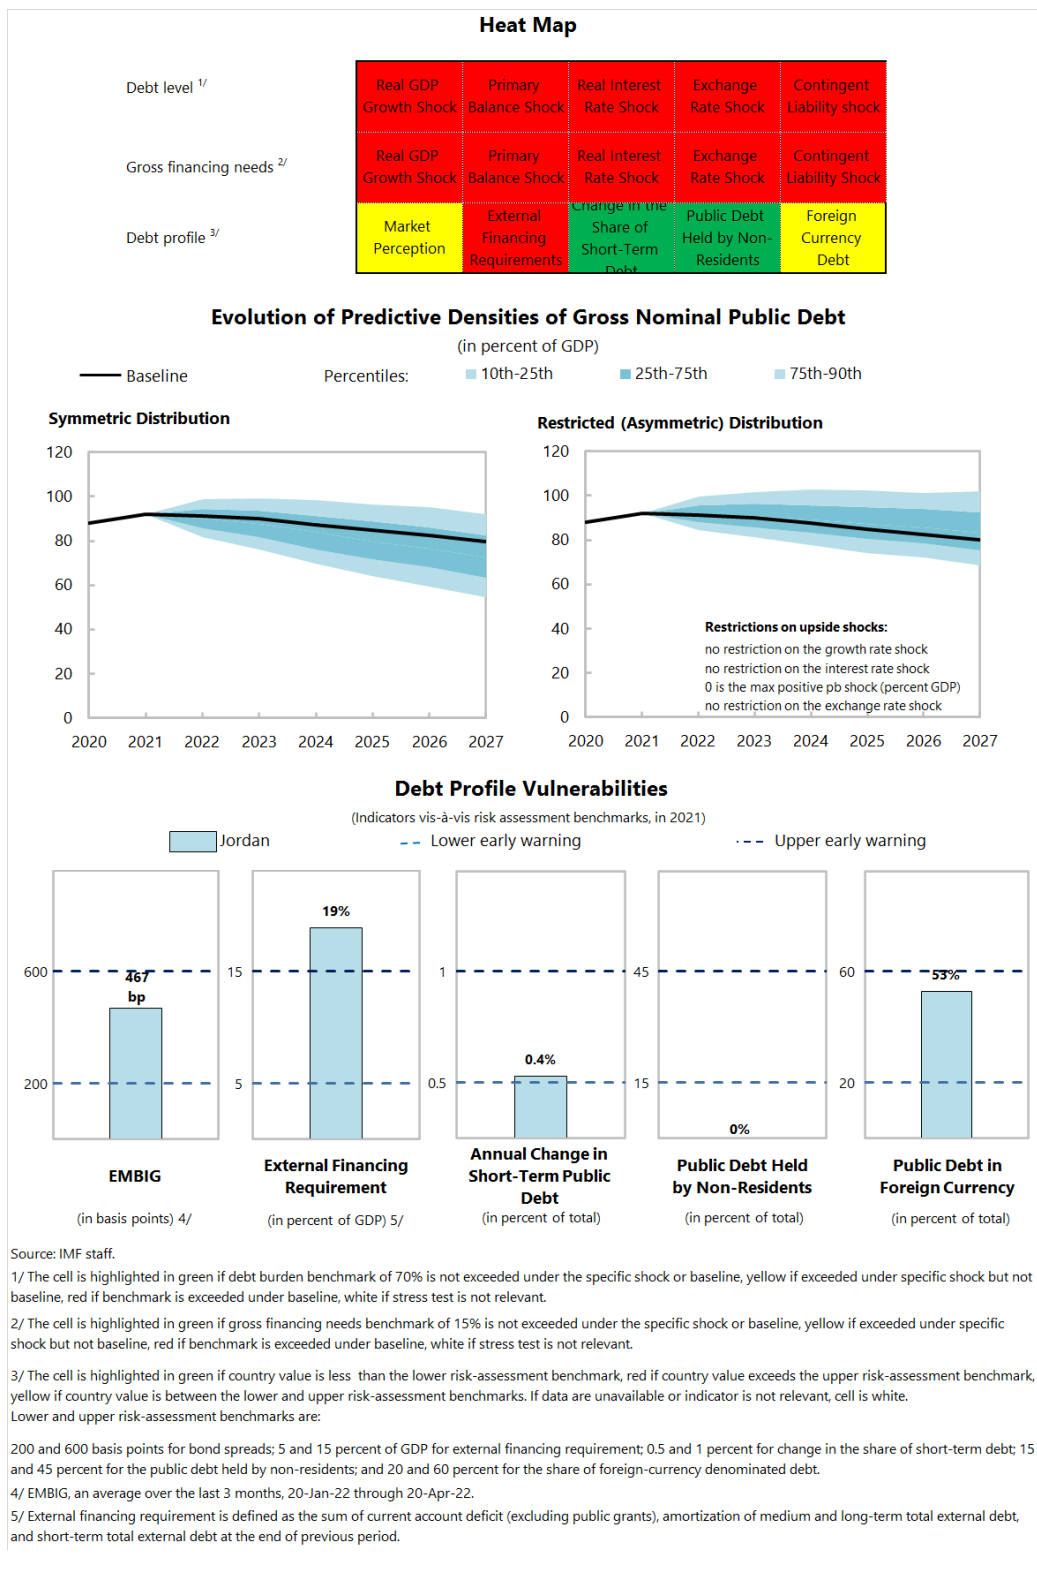 Heat Map
Debt level 1/
Real GDP Growth Shock
Primary Balance Shock
Real Interest Rate Shock
Exchange Rate Shock
Contingent Liability shock
Gross financing needs 2/
Real GDP Growth Shock
Primary Balance Shock
Real Interest Rate Shock
Exchange Rate Shock
Contingent Liability Shock
Debt profile 3/
Market Perception
External Financing Requirements
Change in the Share of Short-Term Debt
Public Debt Held by Non-Residents
Foreign Currency Debt
Evolution of Predictive Densities of Gross Nominal Public Debt
(in percent of GDP)
Baseline Percentiles: 10th-25th 25th-75th 75th-90th
Symmetric Distribution
120
100
80
60
40
20
0
2020 2021 2022 2023 2024 2025 2026 2027
Restricted (Asymmetric) Distribution
120
100
80
60
40
20
0
Restrictions on upside shocks:
no restriction on the growth rate shock
no restriction on the interest rate shock
0 is the max positive pb shock (percent GDP)
no restriction on the exchange rate shock
2020 2021 2022 2023 2024 2025 2026 2027
Debt Profile Vulnerabilities
(Indicators vis-à-vis risk assessment benchmarks, in 2021)
Jordan Lower early warning Upper early warning
600
467
bp
200
EMBIG
(in basis points) 4/
19%
15
5
External Financing
Requirement
(in percent of GDP) 5/
1
0.4%
0.5
Annual Change in
Short-Term Public
Debt
(in percent of total)
45
15
0%
Public Debt Held
by Non-Residents
(in percent of total)
60
53%
20
Public Debt in
Foreign Currency
(in percent of total)
Source: IMF staff.
1/ The cell is highlighted in green if debt burden benchmark of 70% is not exceeded under the specific shock or baseline, yellow if exceeded under specific shock but not
baseline, red if benchmark is exceeded under baseline, white if stress test is not relevant.
2/ The cell is highlighted in green if gross financing needs benchmark of 15% is not exceeded under the specific shock or baseline, yellow if exceeded under specific
shock but not baseline, red if benchmark is exceeded under baseline, white if stress test is not relevant.
3/ The cell is highlighted in green if country value is less than the lower risk-assessment benchmark, red if country value exceeds the upper risk-assessment benchmark,
yellow if country value is between the lower and upper risk-assessment benchmarks. If data are unavailable or indicator is not relevant, cell is white.
Lower and upper risk-assessment benchmarks are:
200 and 600 basis points for bond spreads; 5 and 15 percent of GDP for external financing requirement; 0.5 and 1 percent for change in the share of short-term debt; 15
and 45 percent for the public debt held by non-residents; and 20 and 60 percent for the share of foreign-currency denominated debt.
4/ EMBIG, an average over the last 3 months, 20-Jan-22 through 20-Apr-22.
5/ External financing requirement is defined as the sum of current account deficit (excluding public grants), amortization of medium and long-term total external debt,
and short-term total external debt at the end of previous period.